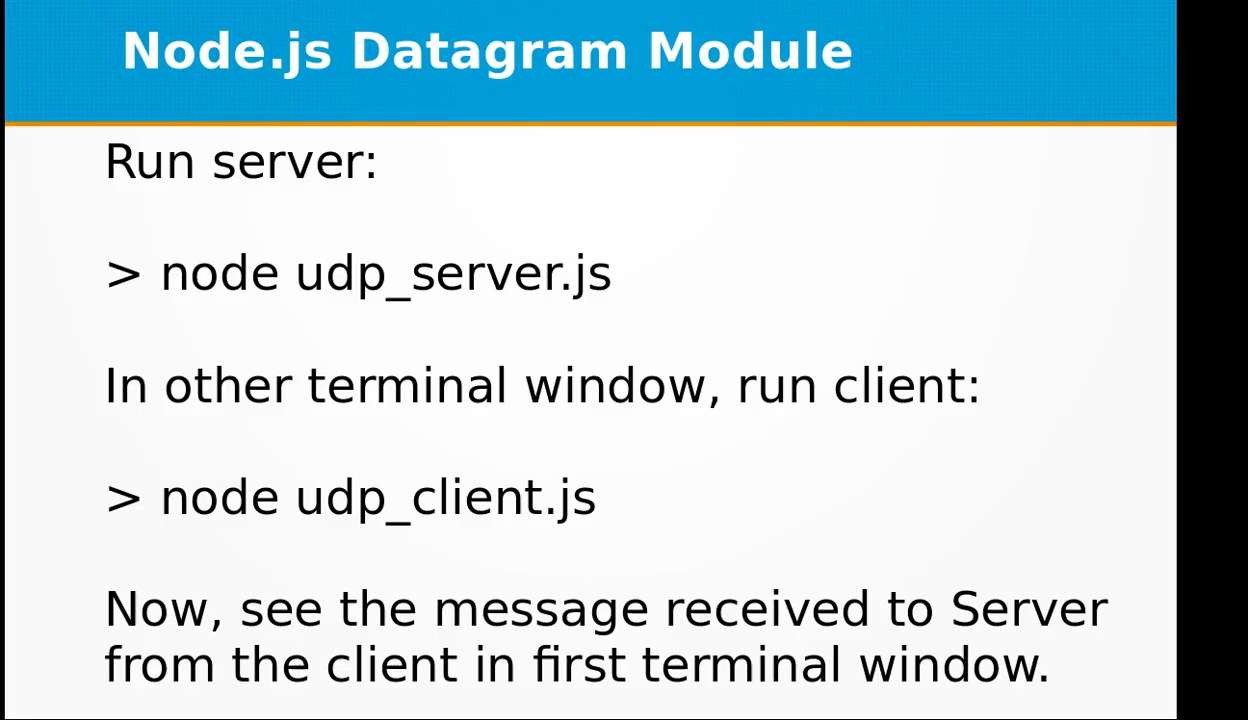 Node.js Datagram Module
Run server:
> node udp_server.js
In other terminal window, run client:
> node udp_client.js
Now, see the message received to Server
from the client in first terminal window.